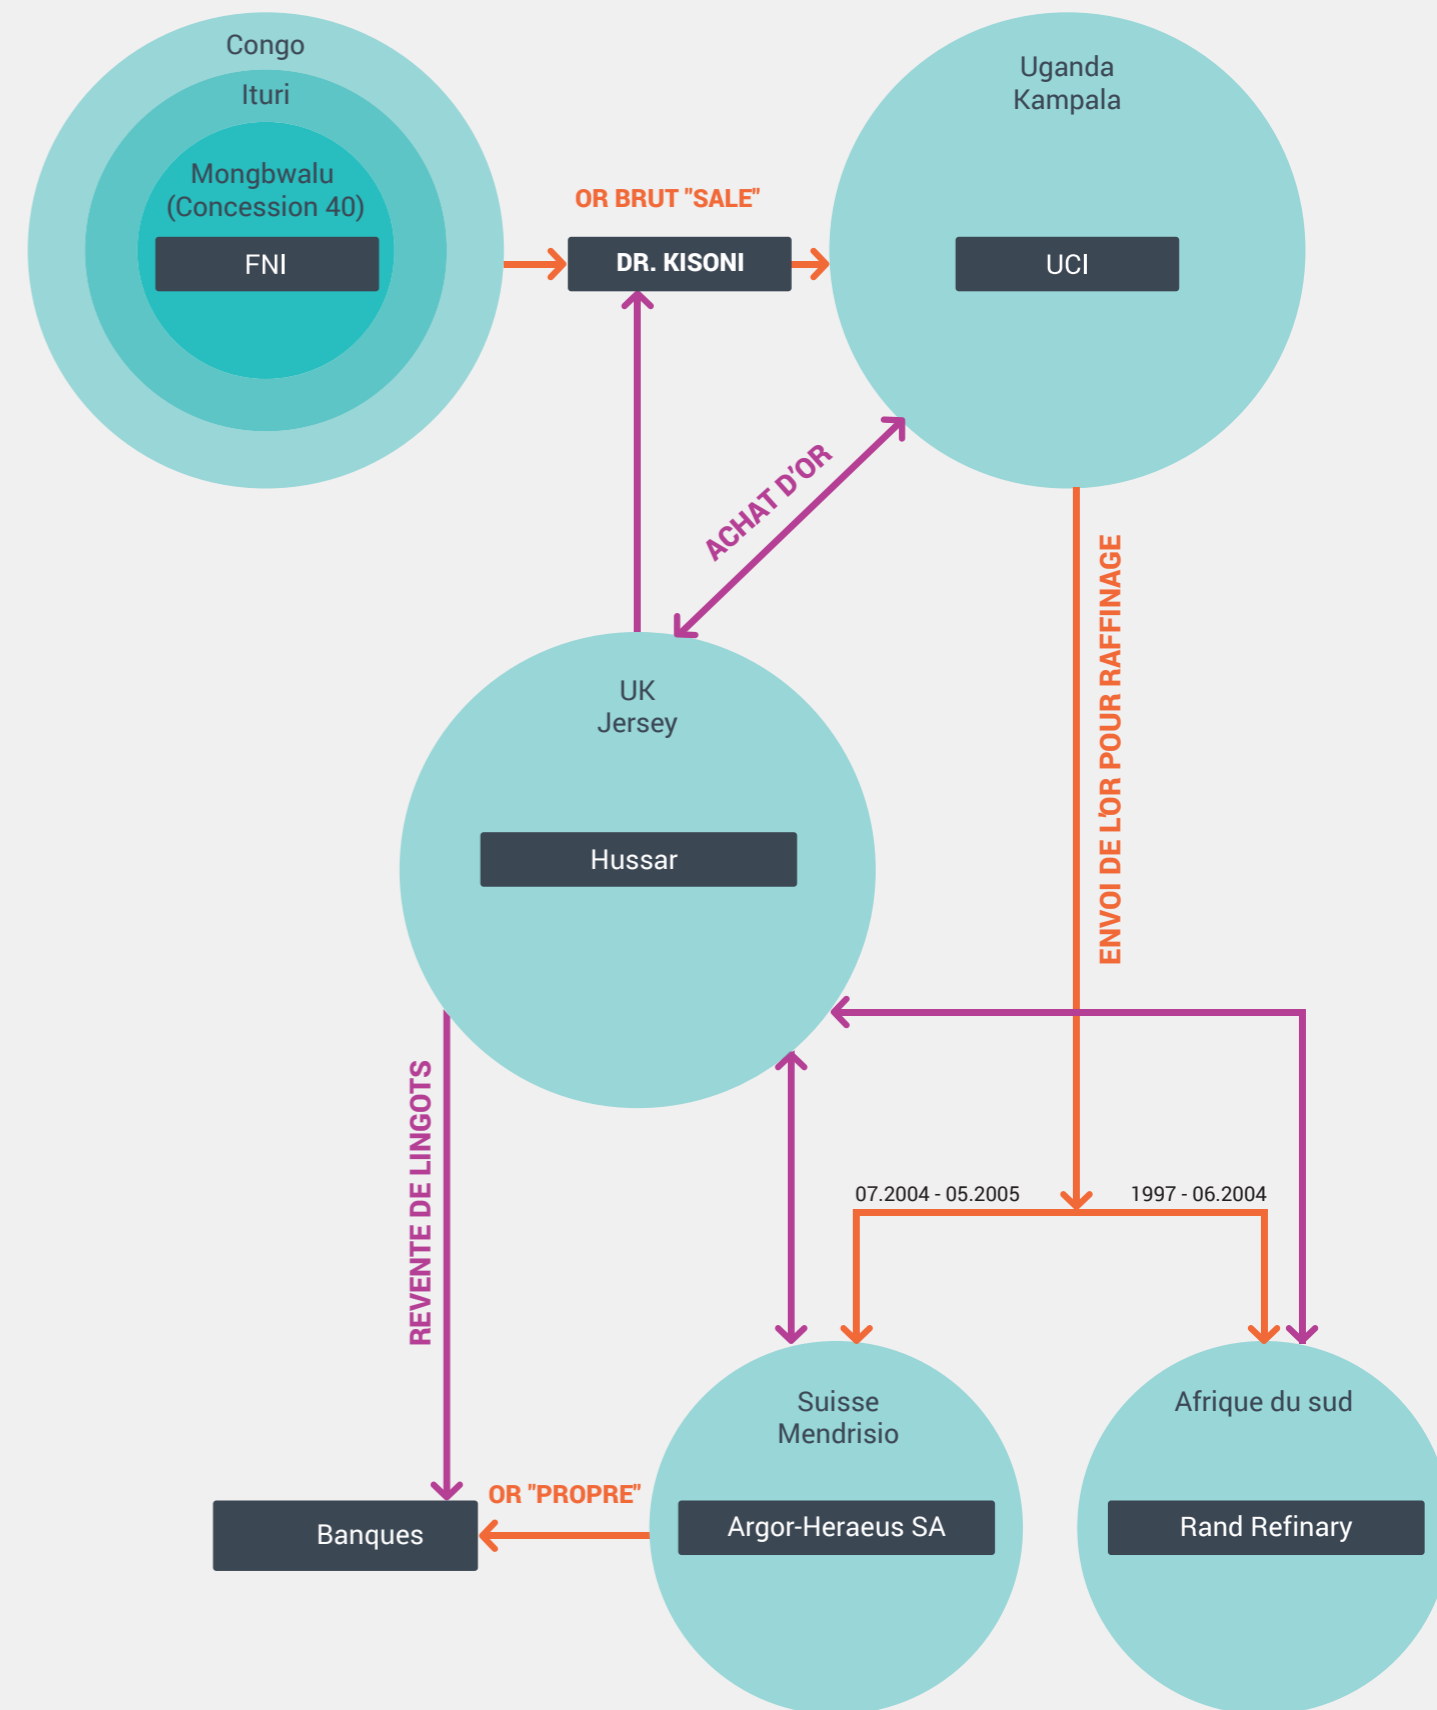 Congo
Ituri
Mongbwalu
(Concession 40)
FNI
OR BRUT "SALE"
DR. KISONI
Uganda
Kampala
UCI
ACHAT D'OR
ENVOI DE L'OR POUR RAFFINAGE
UK
Jersey
Hussar
REVENTE DE LINGOTS
07.2004 - 05.2005
1997 - 06.2004
Suisse
Mendrisio
Argor-Heraeus SA
Afrique du sud
Rand Refinary
OR "PROPRE"
Banques